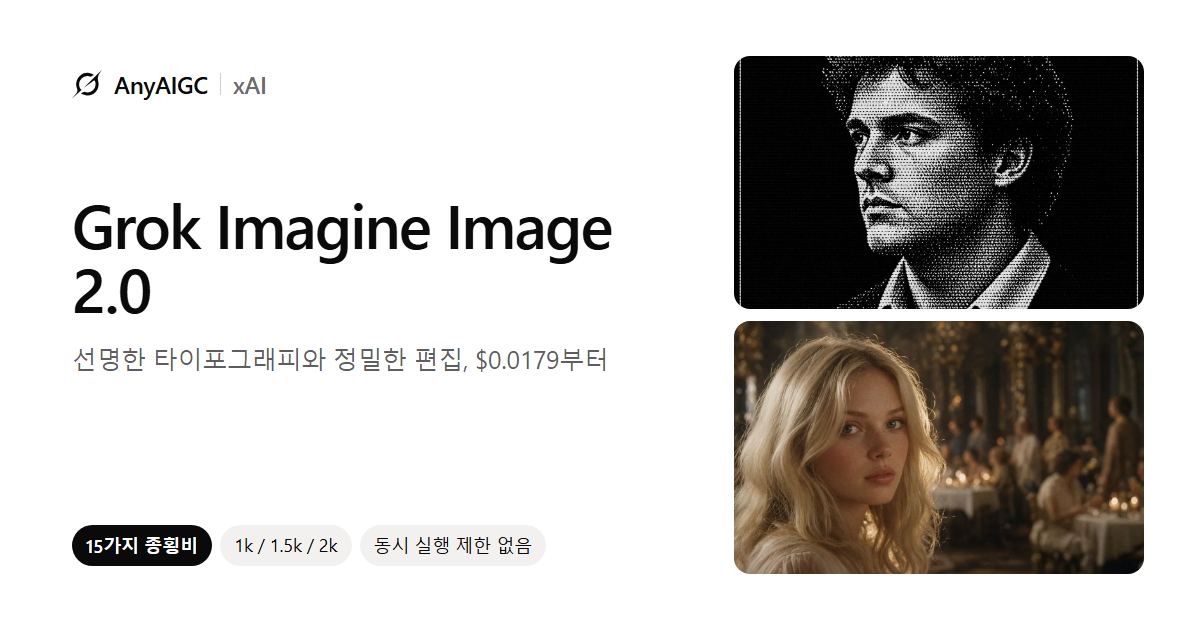 AnyAIGC | xAI
Grok Imagine Image
2.0
선명한 타이포그래피와 정밀한 편집, $0.0179부터
15가지 종횡비
1k / 1.5k / 2k
동시 실행 제한 없음